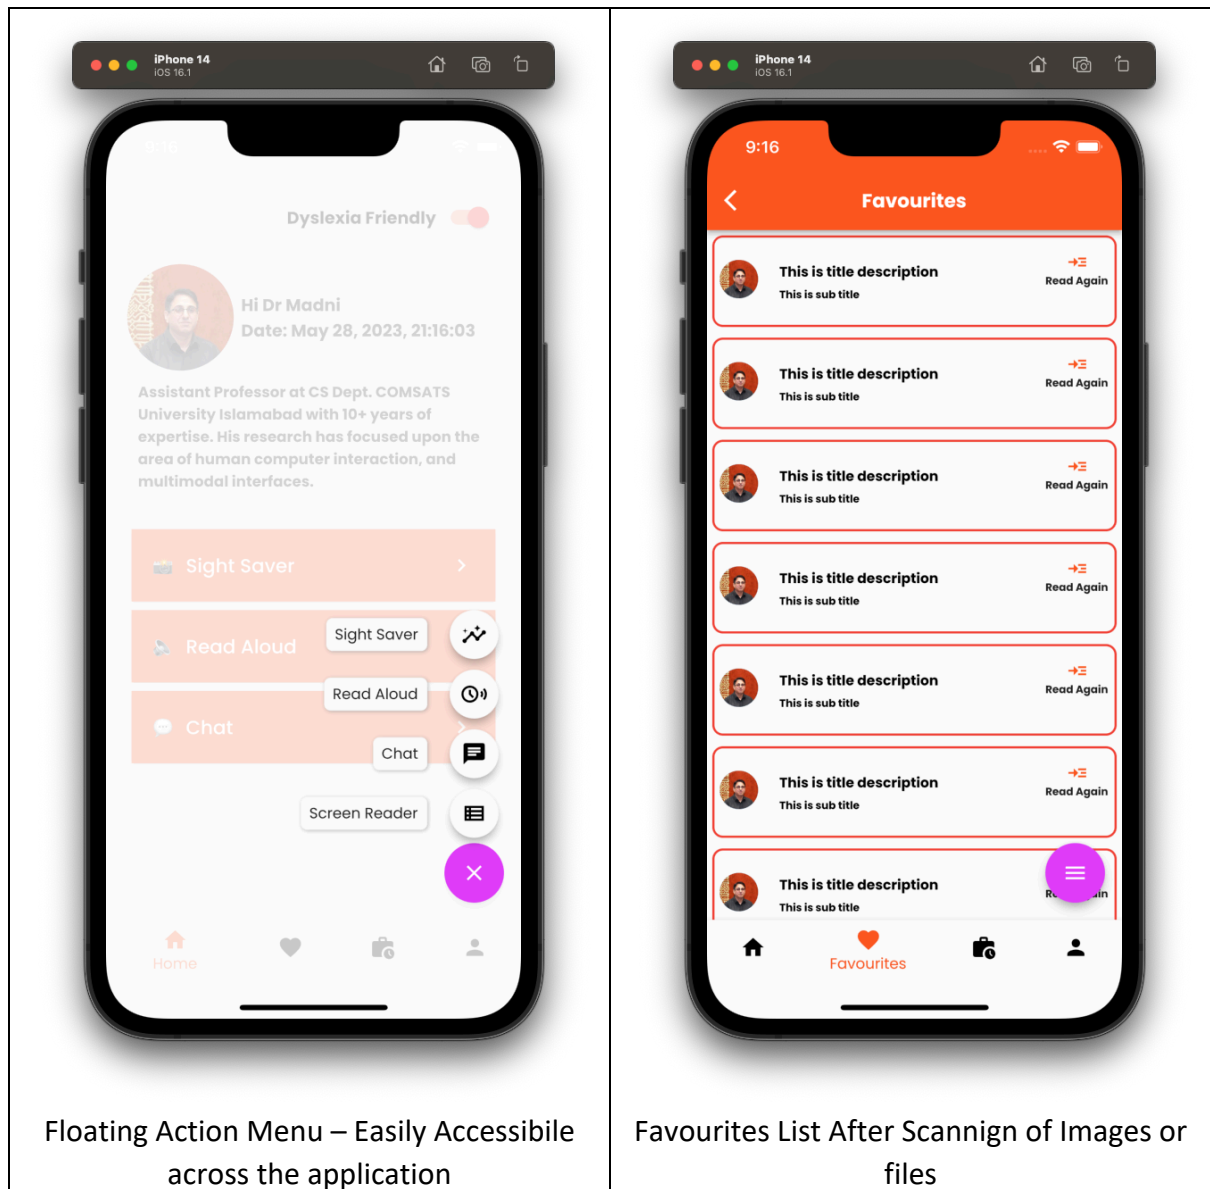 iPhone 14
iOS 16.1
9:16
Dyslexia Friendly
Hi Dr Madni
Date: May 28, 2023, 21:16:03
Assistant Professor at CS Dept. COMSATS
University Islamabad with 10+ years of
expertise. His research has focused upon the
area of human computer interaction, and
multimodal interfaces.
Sight Saver
Read Aloud
Sight Saver
Read Aloud
Chat
Chat
Screen Reader
Home
Floating Action Menu – Easily Accessibile
across the application
iPhone 14
iOS 16.1
9:16
Favourites
This is title description
This is sub title
Read Again
This is title description
This is sub title
Read Again
This is title description
This is sub title
Read Again
This is title description
This is sub title
Read Again
This is title description
This is sub title
Read Again
This is title description
This is sub title
Read Again
This is title description
This is sub title
Favourites
Favourites List After Scannign of Images or
files